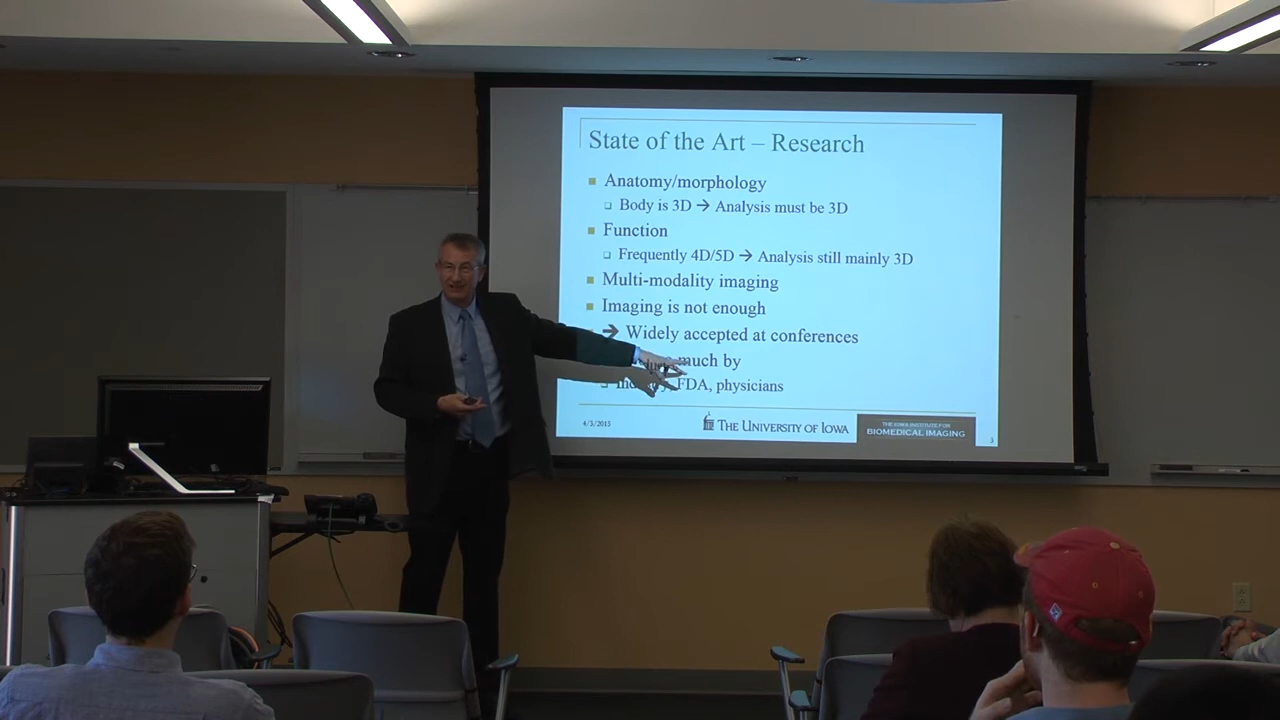 State of the Art – Research
Anatomy/morphology
Body is 3D → Analysis must be 3D
Function
Frequently 4D/5D → Analysis still mainly 3D
Multi-modality imaging
Imaging is not enough
→ Widely accepted at conferences
much by
FDA, physicians
4/3/2015
THE UNIVERSITY OF IOWA
THE IOWA INSTITUTE FOR
BIOMEDICAL IMAGING
3